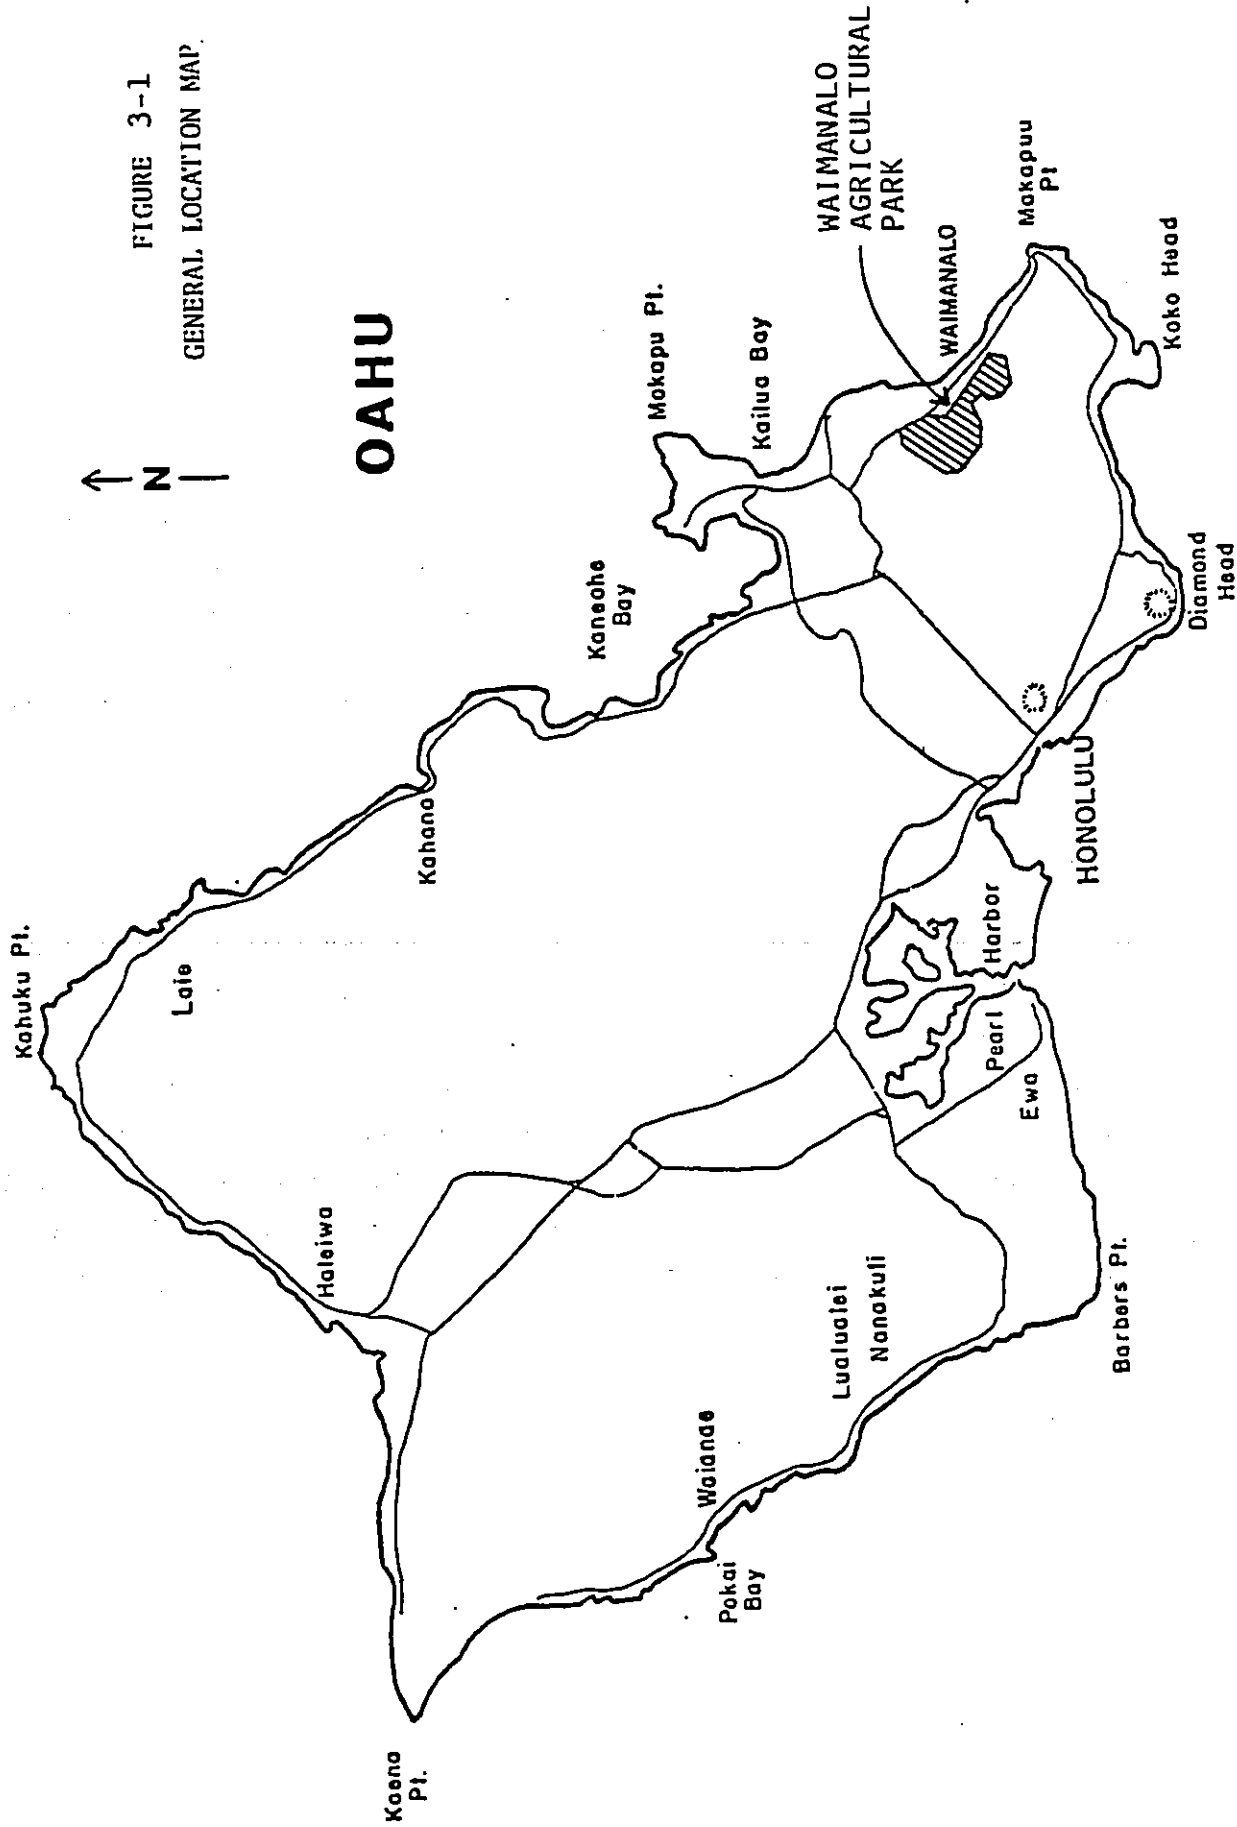 FIGURE 3-1
GENERAL LOCATION MAP
N
OAHU
Kahuku Pt.
Laie
Kahana
Haleiwa
Kaena
Pt.
Kaneohe
Bay
Mokapu Pt.
Kailua Bay
WAIMANALO
AGRICULTURAL
PARK
WAIMANALO
Makapuu
Pt
Koko Head
Diamond
Head
HONOLULU
Pearl Harbor
Ewa
Barbers Pt.
Nanakuli
Lualualei
Waianae
Pokai
Bay